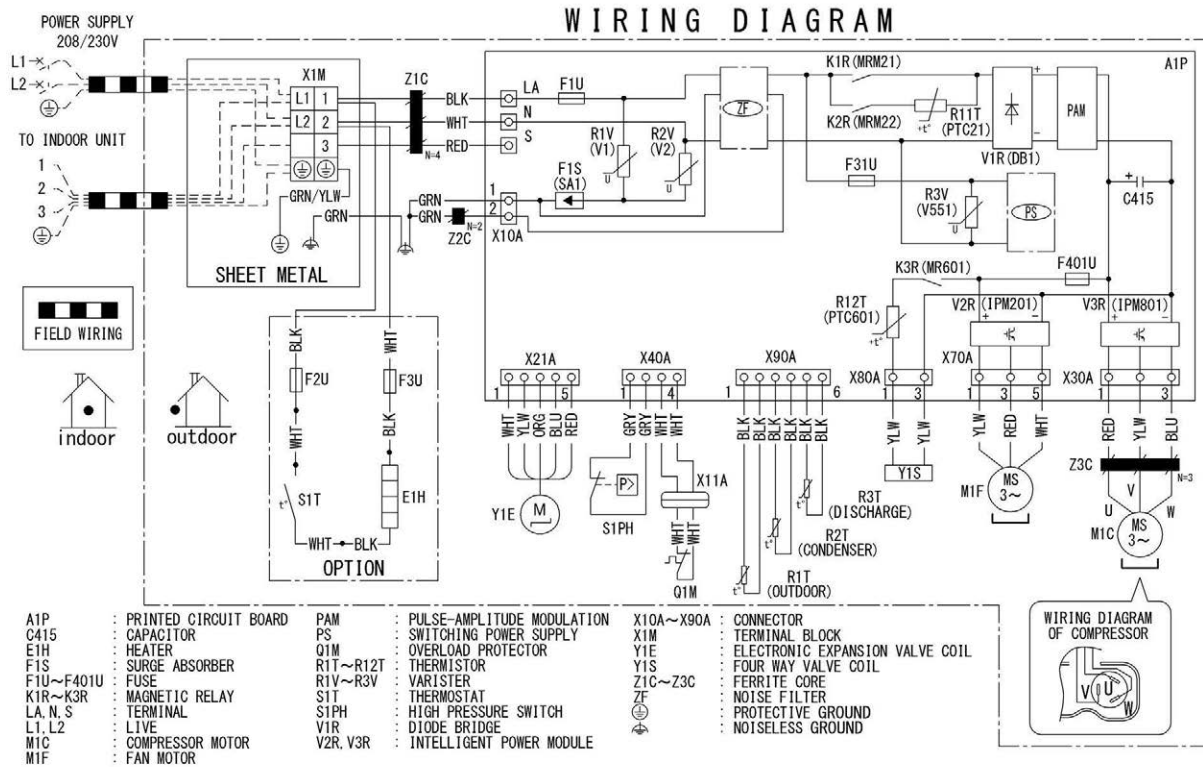 WIRING DIAGRAM
POWER SUPPLY
208/230V
L1
L2
TO INDOOR UNIT
1
2
3
X1M
L1 1
L2 2
3
GRN/YLW
GRN
SHEET METAL
Z1C
N=4
BLK
WHT
RED
LA
N
S
F1U
GRN
GRN
Z2C
N=2
1
2
X10A
F1S
(SA1)
R1V
(V1)
U
R2V
(V2)
U
ZF
K1R(MRM21)
K2R(MRM22)
R11T
(PTC21)
+t°
V1R(DB1)
+
-
PAM
A1P
F31U
R3V
(V551)
U
PS
+
C415
K3R(MR601)
F401U
R12T
(PTC601)
+t°
V2R(IPM201)
+ -
V3R(IPM801)
+ -
FIELD WIRING
indoor
outdoor
BLK
WHT
F2U
F3U
WHT
BLK
S1T
t°
E1H
WHT BLK
OPTION
X21A
1 5
WHT
YLW
ORG
BLU
RED
Y1E
M
X40A
1 4
GRY
GRY
WHT
WHT
P>
S1PH
X11A
WHT
WHT
Q1M
X90A
1 6
BLK
BLK
BLK
BLK
BLK
BLK
t°
R3T
(DISCHARGE)
t°
R2T
(CONDENSER)
t°
R1T
(OUTDOOR)
X80A
1 3
YLW
YLW
Y1S
X70A
1 3 5
YLW
RED
WHT
M1F
MS
3~
X30A
1 3
RED
YLW
BLU
Z3C
N=3
U
V
W
M1C
MS
3~
WIRING DIAGRAM
OF COMPRESSOR
V
U
W
A1P : PRINTED CIRCUIT BOARD
C415 : CAPACITOR
E1H : HEATER
F1S : SURGE ABSORBER
F1U~F401U : FUSE
K1R~K3R : MAGNETIC RELAY
LA, N, S : TERMINAL
L1, L2 : LIVE
M1C : COMPRESSOR MOTOR
M1F : FAN MOTOR
PAM : PULSE-AMPLITUDE MODULATION
PS : SWITCHING POWER SUPPLY
Q1M : OVERLOAD PROTECTOR
R1T~R12T : THERMISTOR
R1V~R3V : VARISTER
S1T : THERMOSTAT
S1PH : HIGH PRESSURE SWITCH
V1R : DIODE BRIDGE
V2R, V3R : INTELLIGENT POWER MODULE
X10A~X90A : CONNECTOR
X1M : TERMINAL BLOCK
Y1E : ELECTRONIC EXPANSION VALVE COIL
Y1S : FOUR WAY VALVE COIL
Z1C~Z3C : FERRITE CORE
ZF : NOISE FILTER
: PROTECTIVE GROUND
: NOISELESS GROUND